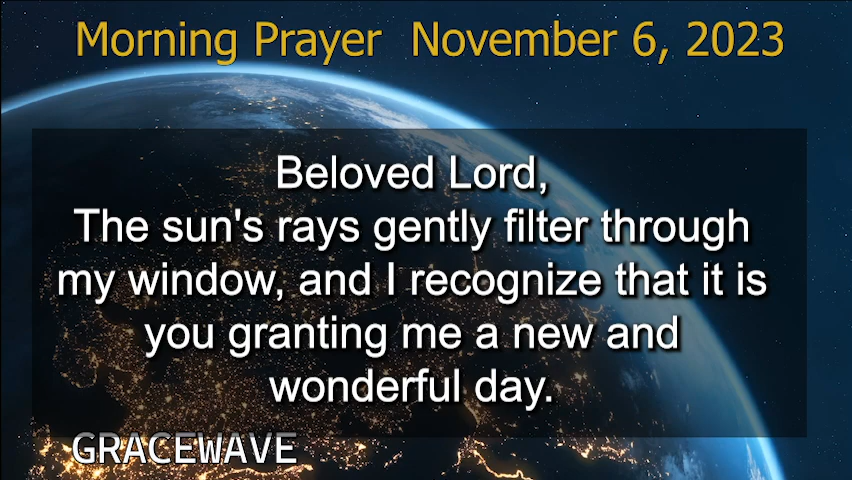 Morning Prayer  November 6, 2023
Beloved Lord,
The sun's rays gently filter through
my window, and I recognize that it is
you granting me a new and
wonderful day.
GRACEWAVE